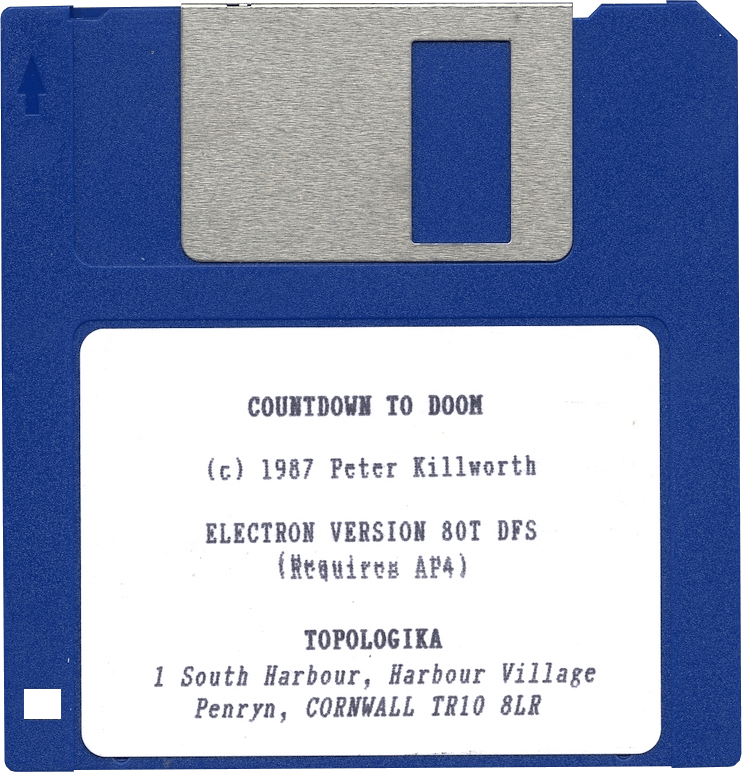 COUNTDOWN TO DOOM
(c) 1987 Peter Killworth
ELECTRON VERSION 80T DFS
(Requires AP4)
TOPOLOGIKA
1 South Harbour, Harbour Village
Penryn, CORNWALL TR10 8LR